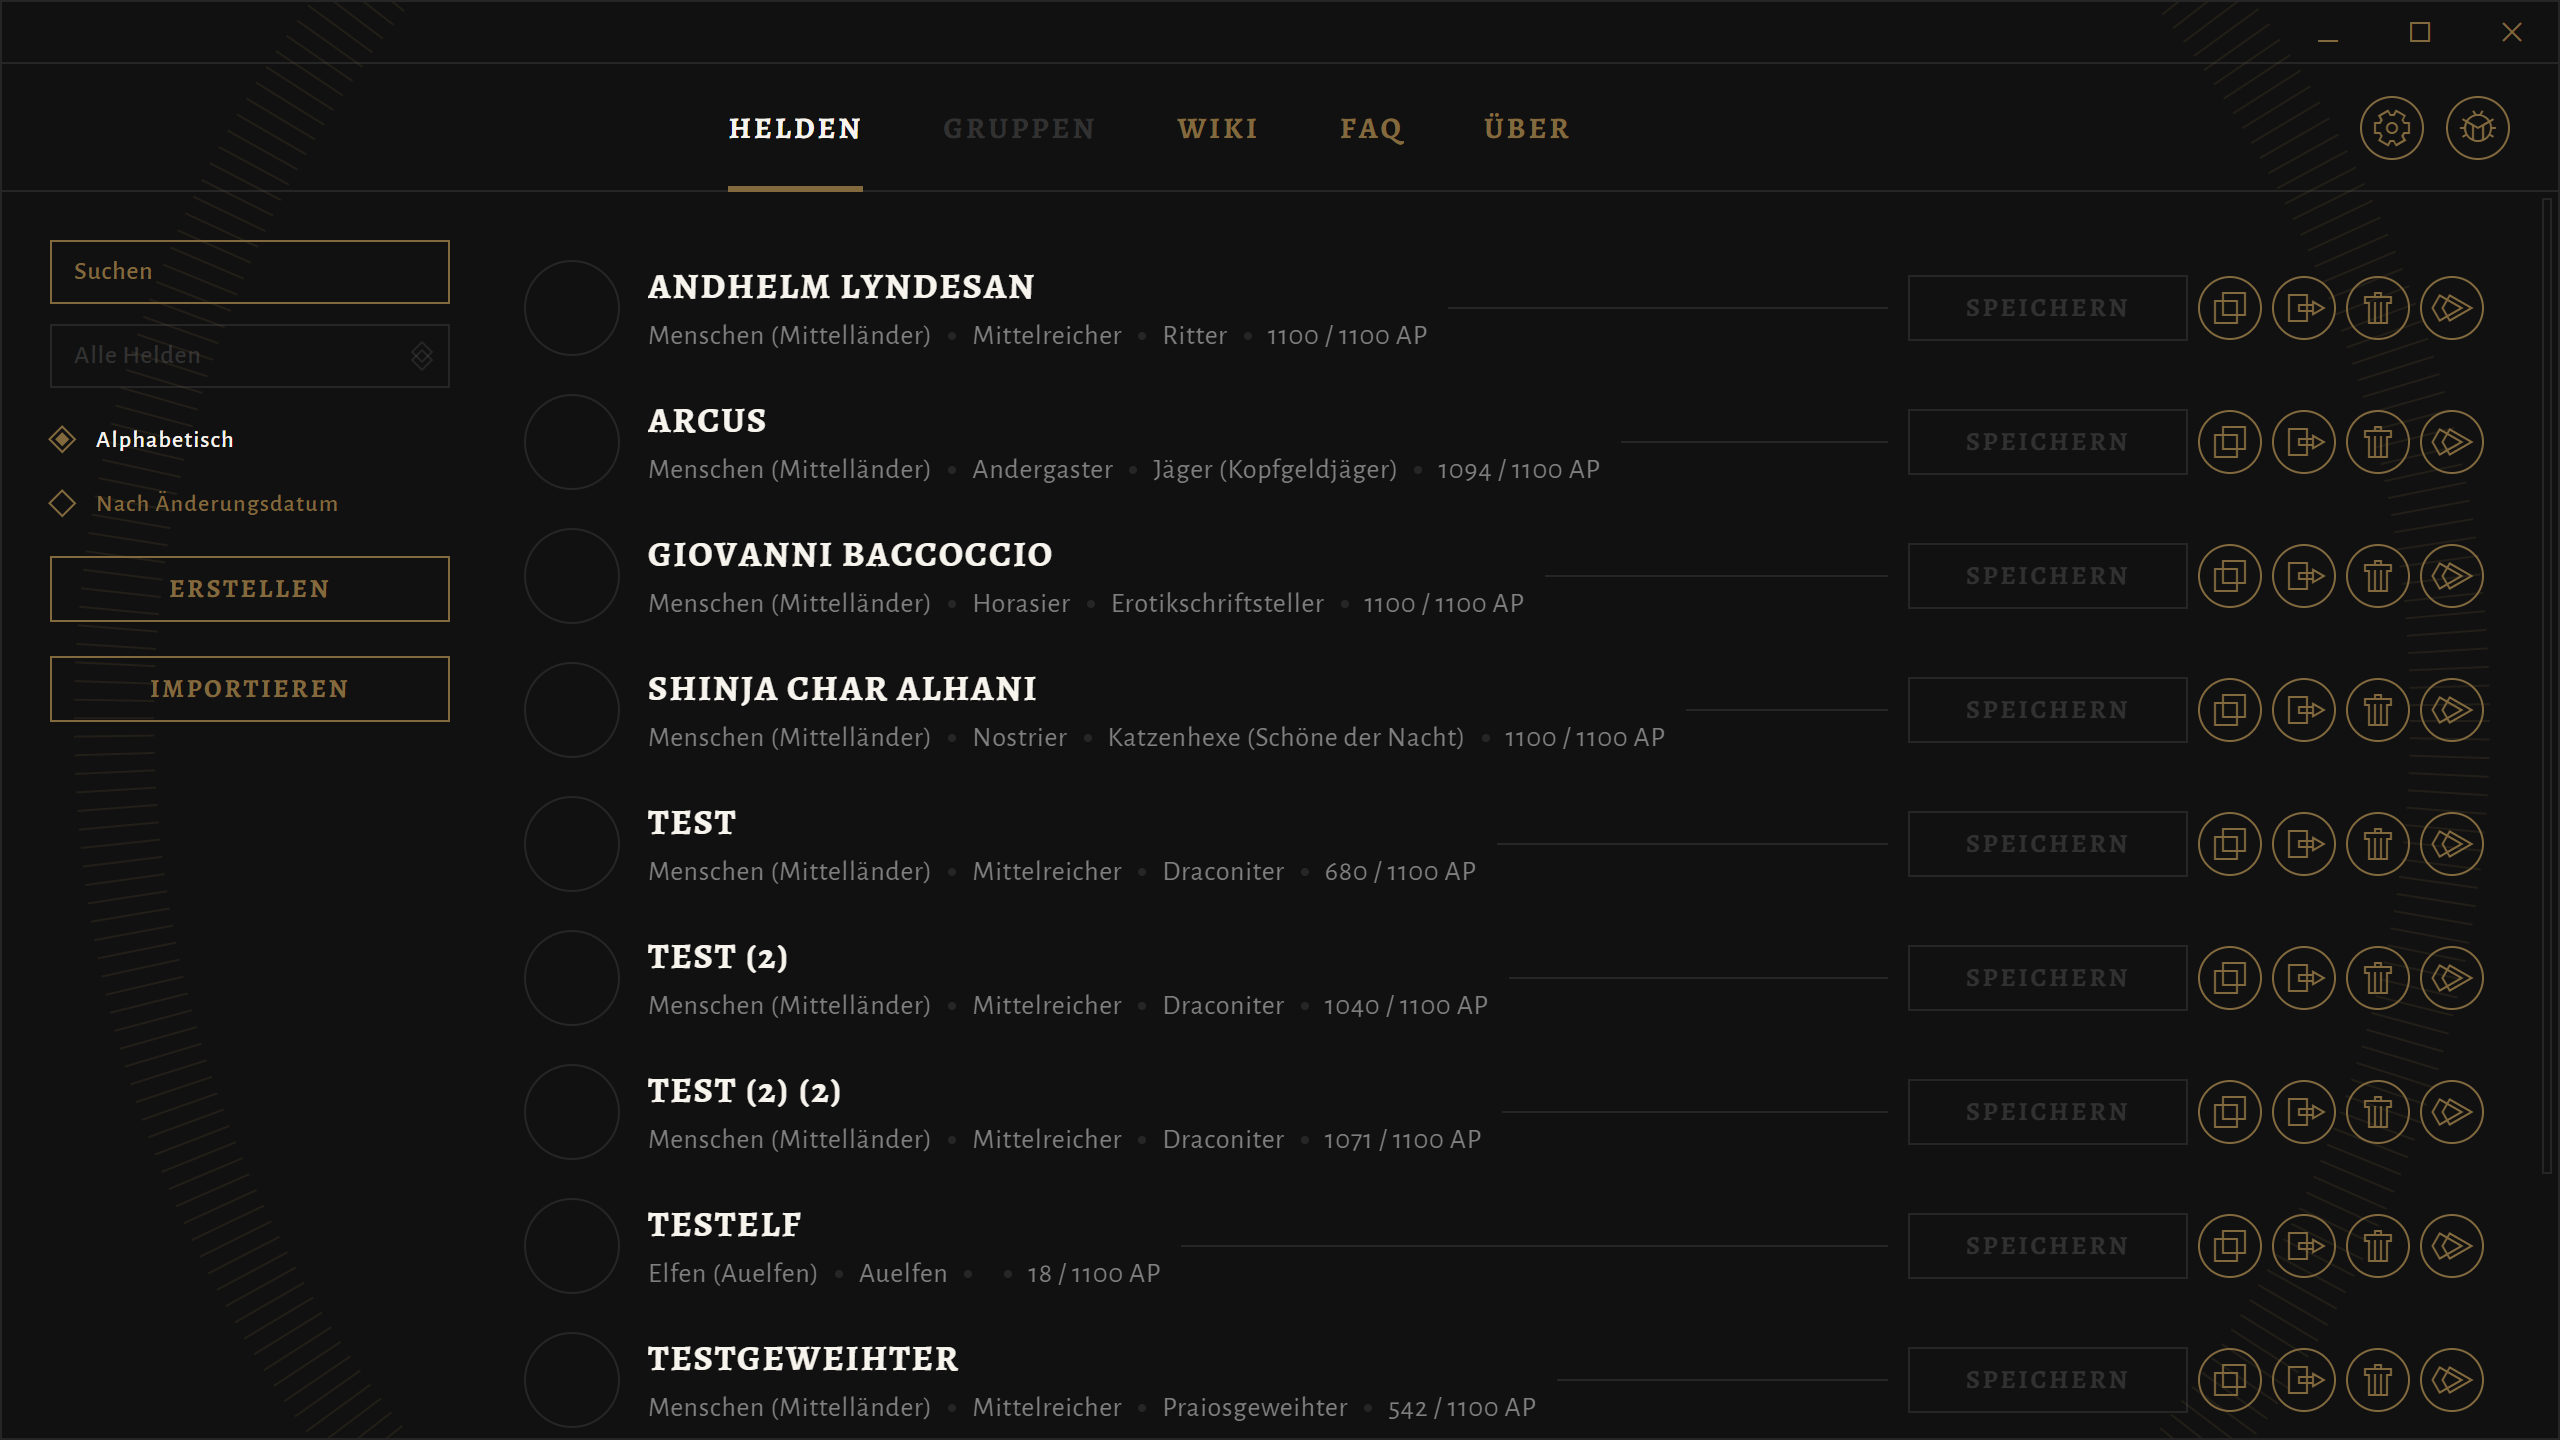 HELDEN GRUPPEN WIKI FAQ ÜBER
Suchen
Alle Helden
Alphabetisch
Nach Änderungsdatum
ERSTELLEN
IMPORTIEREN
ANDHELM LYNDESAN
Menschen (Mittelländer) • Mittelreicher • Ritter • 1100 / 1100 AP
SPEICHERN
ARCUS
Menschen (Mittelländer) • Andergaster • Jäger (Kopfgeldjäger) • 1094 / 1100 AP
SPEICHERN
GIOVANNI BACCOCCIO
Menschen (Mittelländer) • Horasier • Erotikschriftsteller • 1100 / 1100 AP
SPEICHERN
SHINJA CHAR ALHANI
Menschen (Mittelländer) • Nostrier • Katzenhexe (Schöne der Nacht) • 1100 / 1100 AP
SPEICHERN
TEST
Menschen (Mittelländer) • Mittelreicher • Draconiter • 680 / 1100 AP
SPEICHERN
TEST (2)
Menschen (Mittelländer) • Mittelreicher • Draconiter • 1040 / 1100 AP
SPEICHERN
TEST (2) (2)
Menschen (Mittelländer) • Mittelreicher • Draconiter • 1071 / 1100 AP
SPEICHERN
TESTELF
Elfen (Auelfen) • Auelfen • • 18 / 1100 AP
SPEICHERN
TESTGEWEIHTER
Menschen (Mittelländer) • Mittelreicher • Praiosgeweihter • 542 / 1100 AP
SPEICHERN